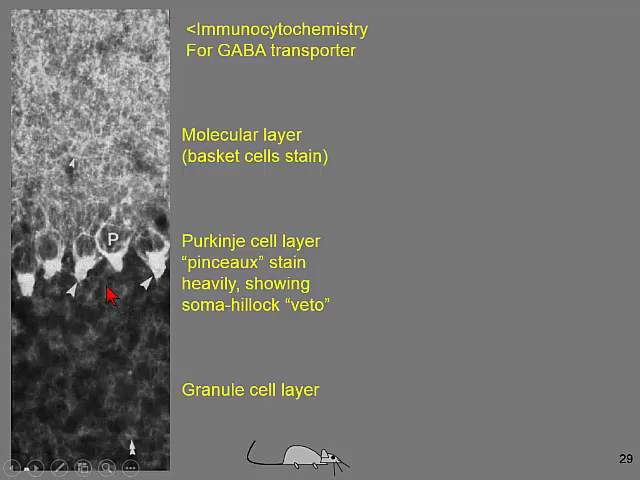 <Immunocytochemistry
For GABA transporter
Molecular layer
(basket cells stain)
P
Purkinje cell layer
“pinceaux” stain
heavily, showing
soma-hillock “veto”
Granule cell layer
29